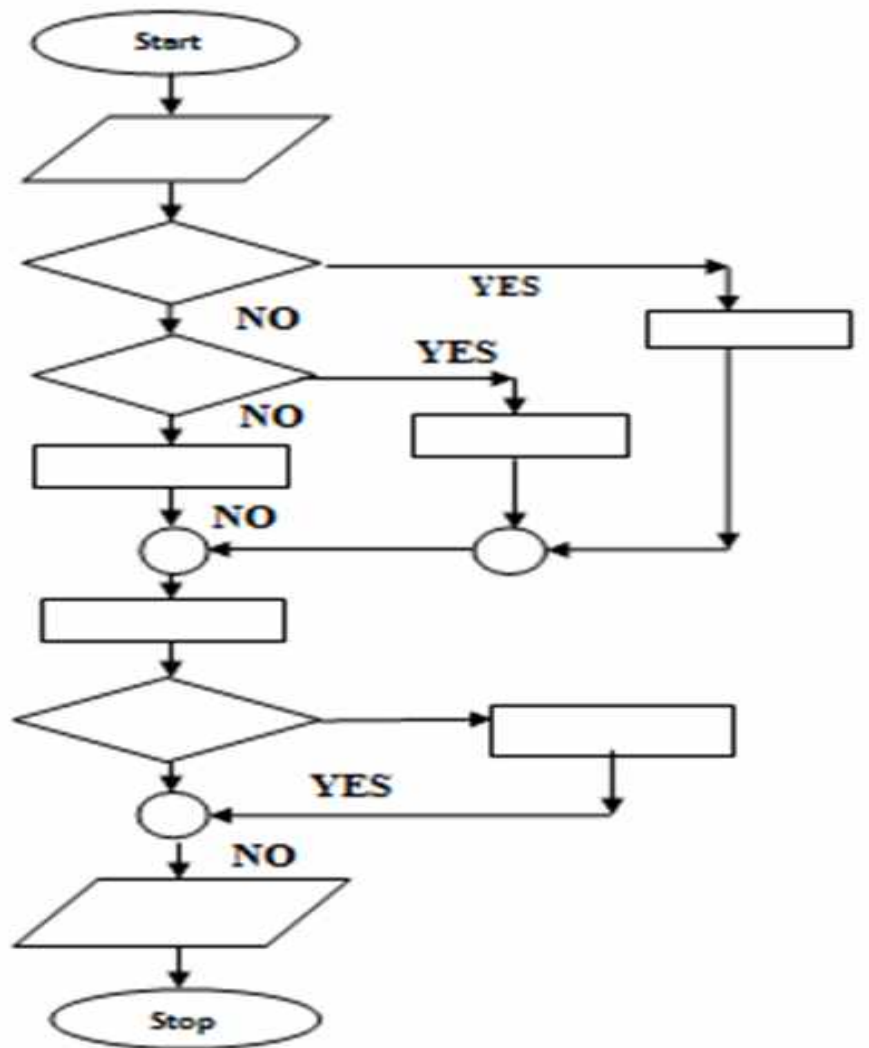 Start
YES
NO
YES
NO
NO
YES
NO
Stop